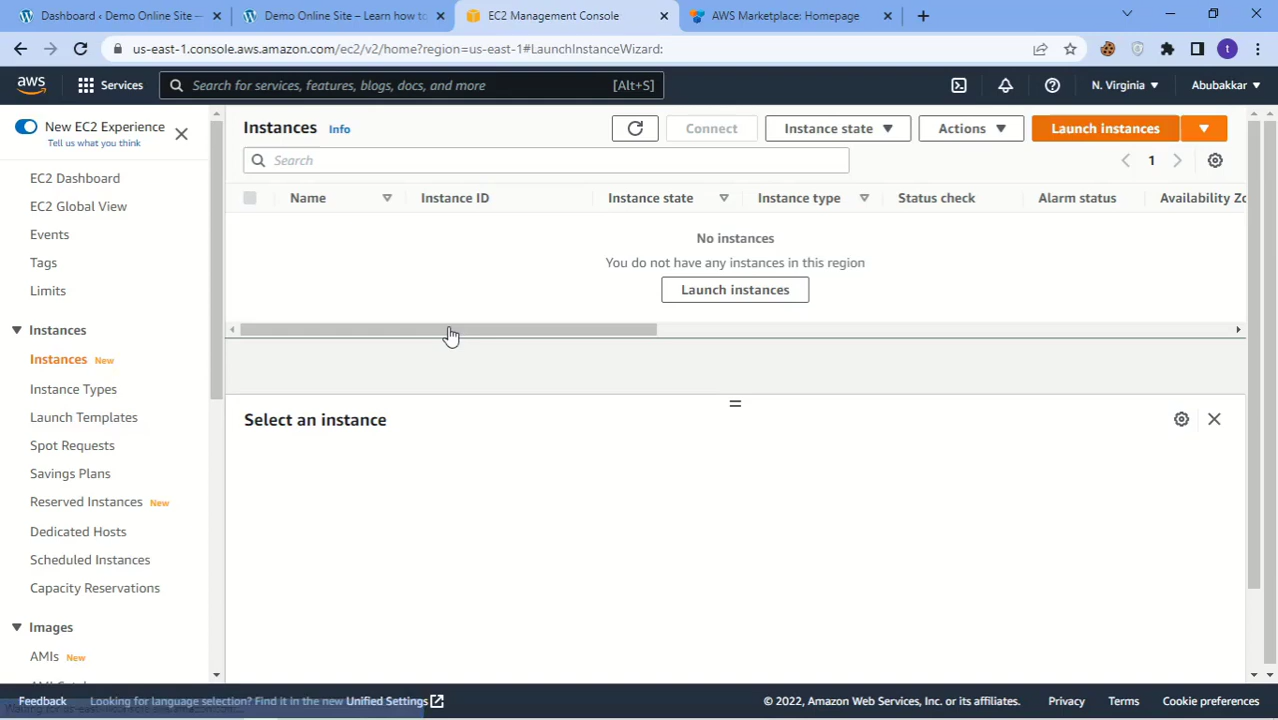 Dashboard ‹ Demo Online Site —
Demo Online Site – Learn how to
EC2 Management Console
AWS Marketplace: Homepage
us-east-1.console.aws.amazon.com/ec2/v2/home?region=us-east-1#LaunchInstanceWizard:
t
aws
Services
Search for services, features, blogs, docs, and more
[Alt+S]
N. Virginia
Abubakkar
New EC2 Experience
Tell us what you think
EC2 Dashboard
EC2 Global View
Events
Tags
Limits
Instances
Instances New
Instance Types
Launch Templates
Spot Requests
Savings Plans
Reserved Instances New
Dedicated Hosts
Scheduled Instances
Capacity Reservations
Images
AMIs New
Instances Info
Connect
Instance state
Actions
Launch instances
Search
1
Name
Instance ID
Instance state
Instance type
Status check
Alarm status
Availability Zo
No instances
You do not have any instances in this region
Launch instances
Select an instance
Feedback
Looking for language selection? Find it in the new Unified Settings
© 2022, Amazon Web Services, Inc. or its affiliates.
Privacy
Terms
Cookie preferences